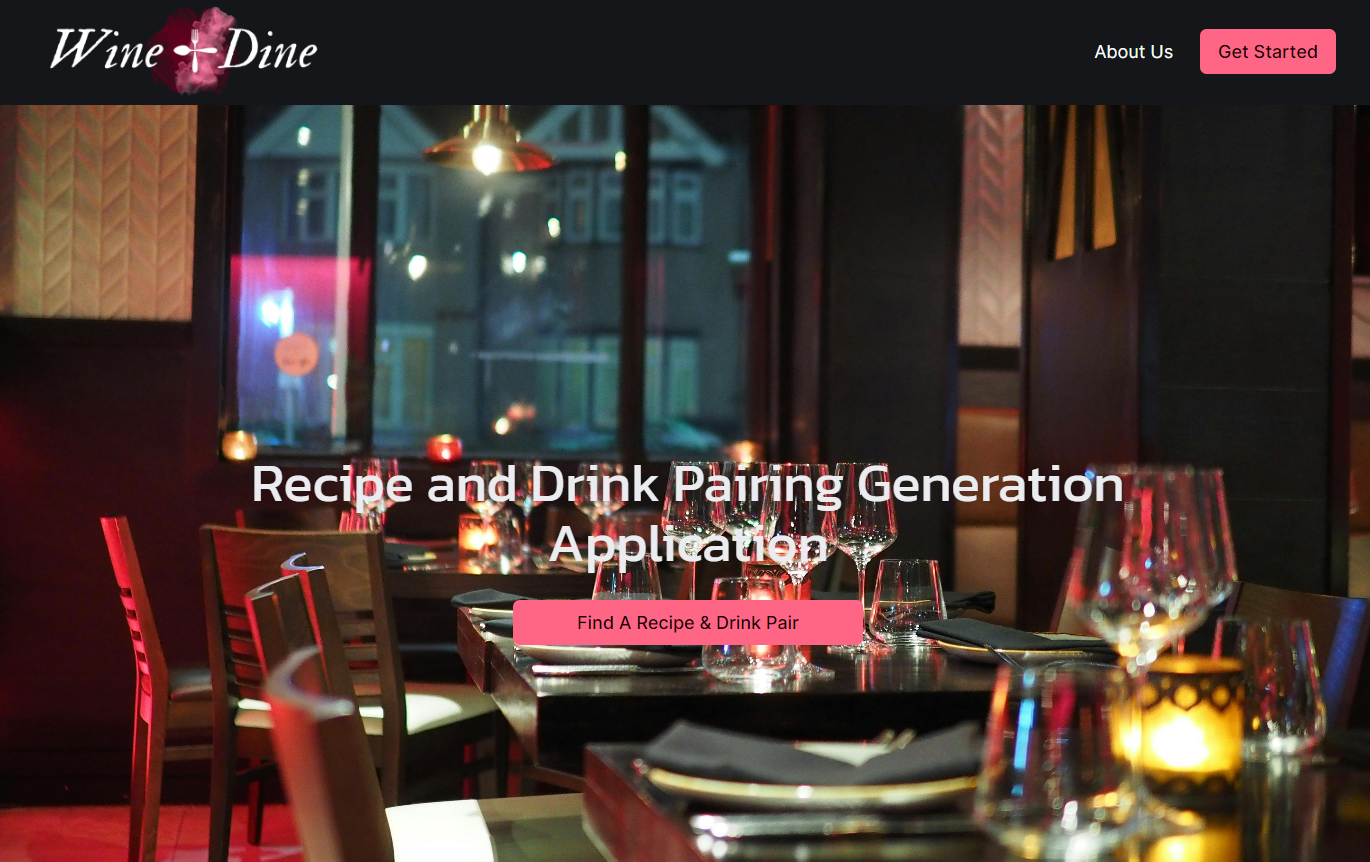 Wine Dine
About Us
Get Started
Recipe and Drink Pairing Generation
Application
Find A Recipe & Drink Pair